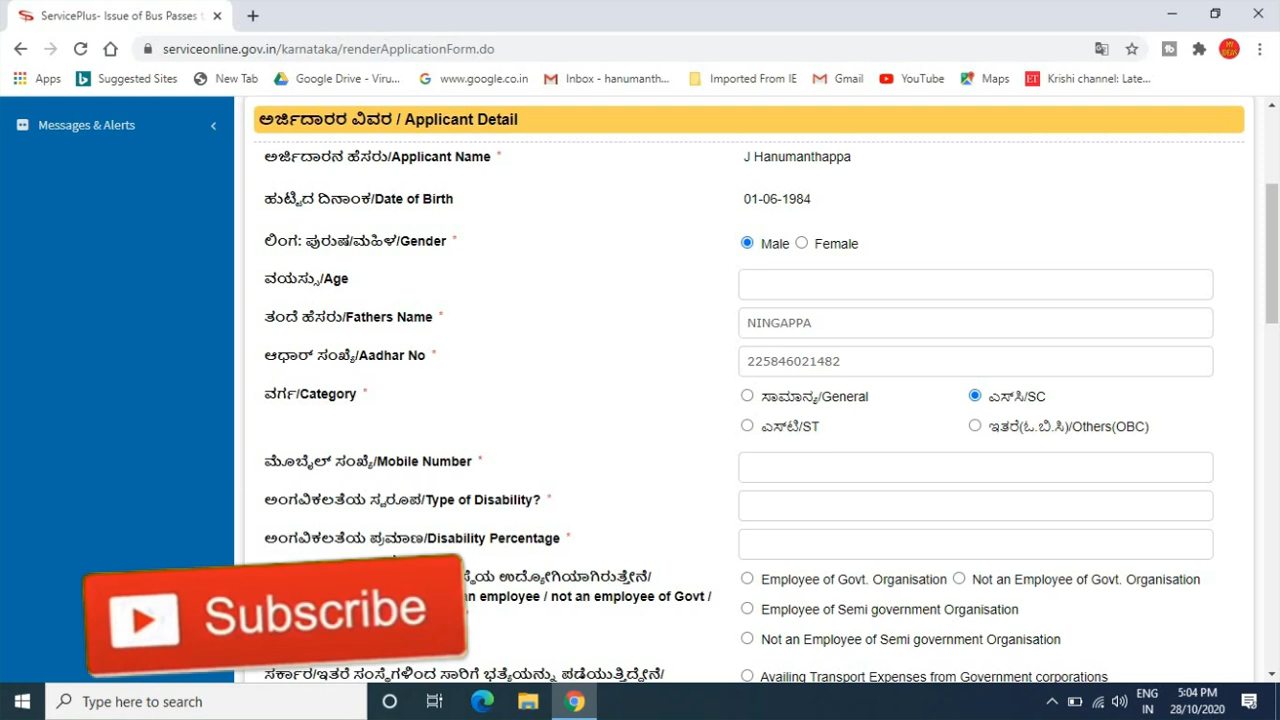 ServicePlus- Issue of Bus Passes t
serviceonline.gov.in/karnataka/renderApplicationForm.do
Apps Suggested Sites New Tab Google Drive - Viru... www.google.co.in Inbox - hanumanth... Imported From IE Gmail YouTube Maps Krishi channel: Late...
Messages & Alerts
ಅರ್ಜಿದಾರರ ವಿವರ / Applicant Detail
ಅರ್ಜಿದಾರನ ಹೆಸರು/Applicant Name * J Hanumanthappa
ಹುಟ್ಟಿದ ದಿನಾಂಕ/Date of Birth 01-06-1984
ಲಿಂಗ: ಪುರುಷ/ಮಹಿಳ/Gender * Male Female
ವಯಸ್ಸು/Age
ತಂದೆ ಹೆಸರು/Fathers Name * NINGAPPA
ಆಧಾರ್ ಸಂಖ್ಯೆ/Aadhar No * 225846021482
ವರ್ಗ/Category * ಸಾಮಾನ್ಯ/General ಎಸ್‌ಸಿ/SC
ಎಸ್‌ಟಿ/ST ಇತರೆ(ಓ.ಬಿ.ಸಿ)/Others(OBC)
ಮೊಬೈಲ್ ಸಂಖ್ಯೆ/Mobile Number *
ಅಂಗವಿಕಲತೆಯ ಸ್ವರೂಪ/Type of Disability? *
ಅಂಗವಿಕಲತೆಯ ಪ್ರಮಾಣ/Disability Percentage *
ಉದ್ಯೋಗಿಯಾಗಿರುತ್ತೇನೆ/ Employee of Govt. Organisation Not an Employee of Govt. Organisation
an employee / not an employee of Govt / Employee of Semi government Organisation
Not an Employee of Semi government Organisation
ಸರ್ಕಾರ/ಇತರೆ ಸಂಸ್ಥೆಗಳಿಂದ ಸಾರಿಗೆ ಭತ್ಯೆಯನ್ನು ಪಡೆಯುತ್ತಿದ್ದೇನೆ/ Availing Transport Expenses from Government corporations
Subscribe
Type here to search
ENG 5:04 PM
IN 28/10/2020